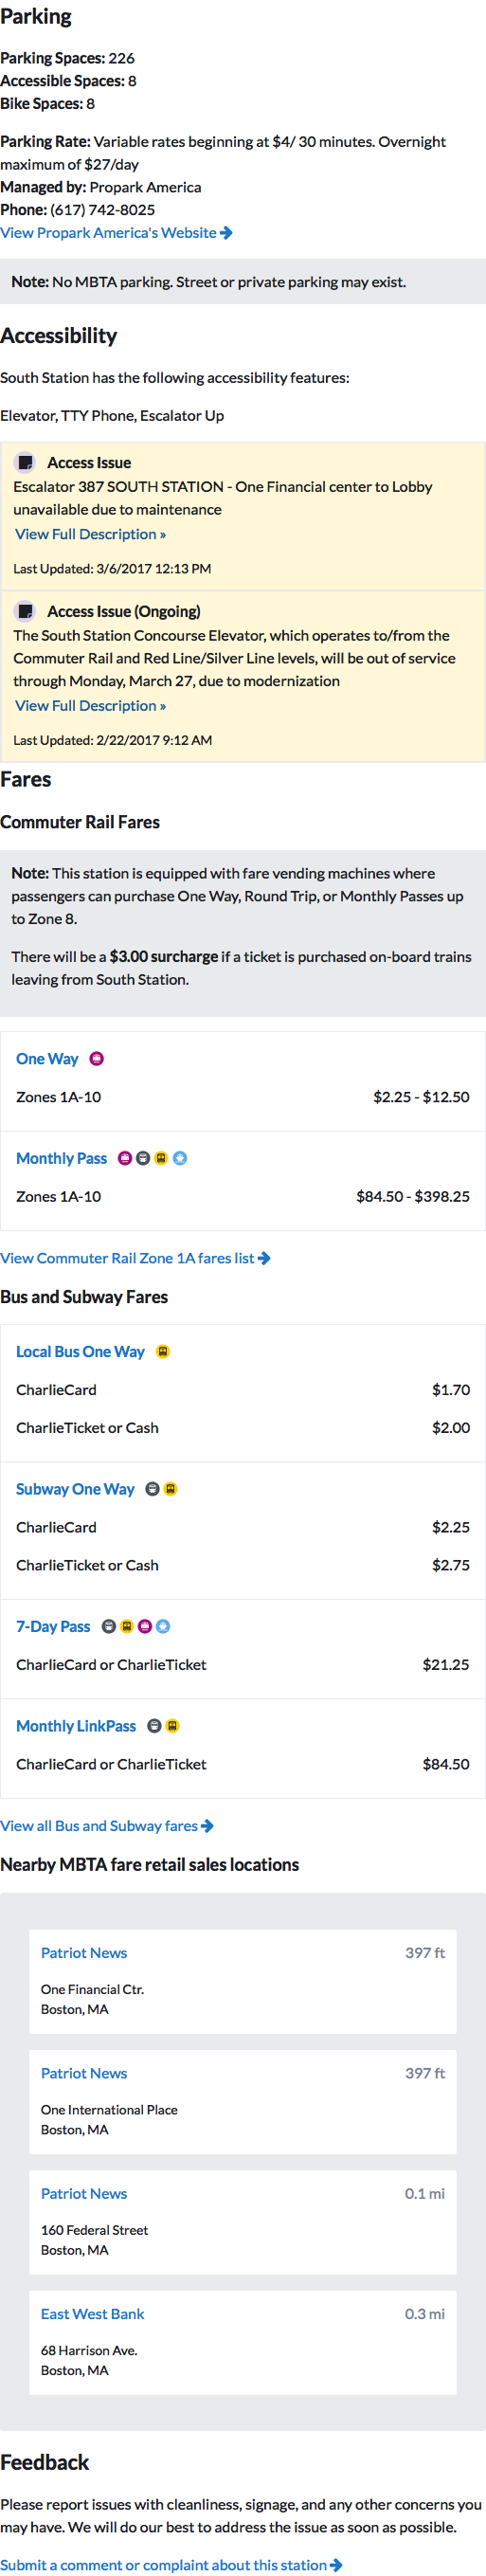 Parking
Parking Spaces: 226
Accessible Spaces: 8
Bike Spaces: 8
Parking Rate: Variable rates beginning at $4/ 30 minutes. Overnight
maximum of $27/day
Managed by: Propark America
Phone: (617) 742-8025
View Propark America's Website
Note: No MBTA parking. Street or private parking may exist.
Accessibility
South Station has the following accessibility features:
Elevator, TTY Phone, Escalator Up
Access Issue
Escalator 387 SOUTH STATION - One Financial center to Lobby
unavailable due to maintenance
View Full Description »
Last Updated: 3/6/2017 12:13 PM
Access Issue (Ongoing)
The South Station Concourse Elevator, which operates to/from the
Commuter Rail and Red Line/Silver Line levels, will be out of service
through Monday, March 27, due to modernization
View Full Description »
Last Updated: 2/22/2017 9:12 AM
Fares
Commuter Rail Fares
Note: This station is equipped with fare vending machines where
passengers can purchase One Way, Round Trip, or Monthly Passes up
to Zone 8.
There will be a $3.00 surcharge if a ticket is purchased on-board trains
leaving from South Station.
One Way
Zones 1A-10 $2.25 - $12.50
Monthly Pass
Zones 1A-10 $84.50 - $398.25
View Commuter Rail Zone 1A fares list
Bus and Subway Fares
Local Bus One Way
CharlieCard $1.70
CharlieTicket or Cash $2.00
Subway One Way
CharlieCard $2.25
CharlieTicket or Cash $2.75
7-Day Pass
CharlieCard or CharlieTicket $21.25
Monthly LinkPass
CharlieCard or CharlieTicket $84.50
View all Bus and Subway fares
Nearby MBTA fare retail sales locations
Patriot News 397 ft
One Financial Ctr.
Boston, MA
Patriot News 397 ft
One International Place
Boston, MA
Patriot News 0.1 mi
160 Federal Street
Boston, MA
East West Bank 0.3 mi
68 Harrison Ave.
Boston, MA
Feedback
Please report issues with cleanliness, signage, and any other concerns you
may have. We will do our best to address the issue as soon as possible.
Submit a comment or complaint about this station